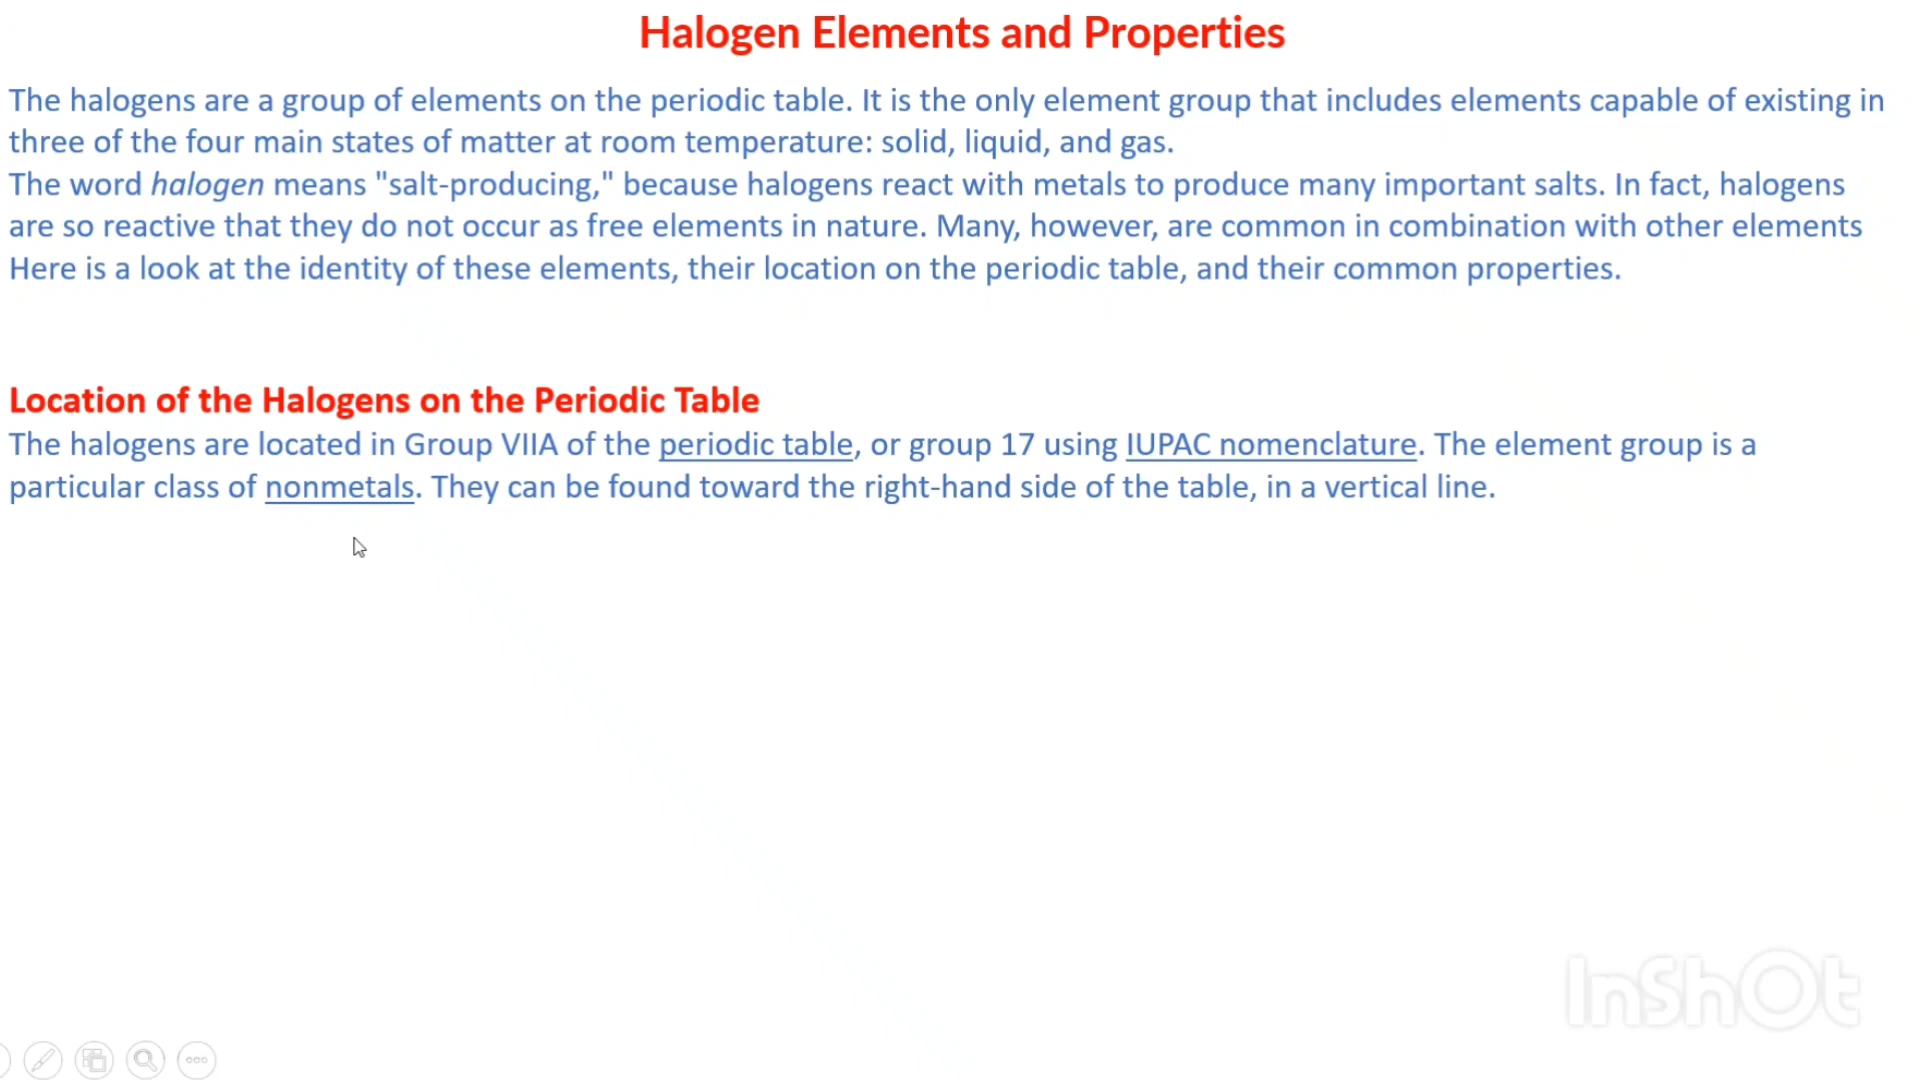 Halogen Elements and Properties
The halogens are a group of elements on the periodic table. It is the only element group that includes elements capable of existing in
three of the four main states of matter at room temperature: solid, liquid, and gas.
The word halogen means "salt-producing," because halogens react with metals to produce many important salts. In fact, halogens
are so reactive that they do not occur as free elements in nature. Many, however, are common in combination with other elements
Here is a look at the identity of these elements, their location on the periodic table, and their common properties.
Location of the Halogens on the Periodic Table
The halogens are located in Group VIIA of the periodic table, or group 17 using IUPAC nomenclature. The element group is a
particular class of nonmetals. They can be found toward the right-hand side of the table, in a vertical line.
InShOt